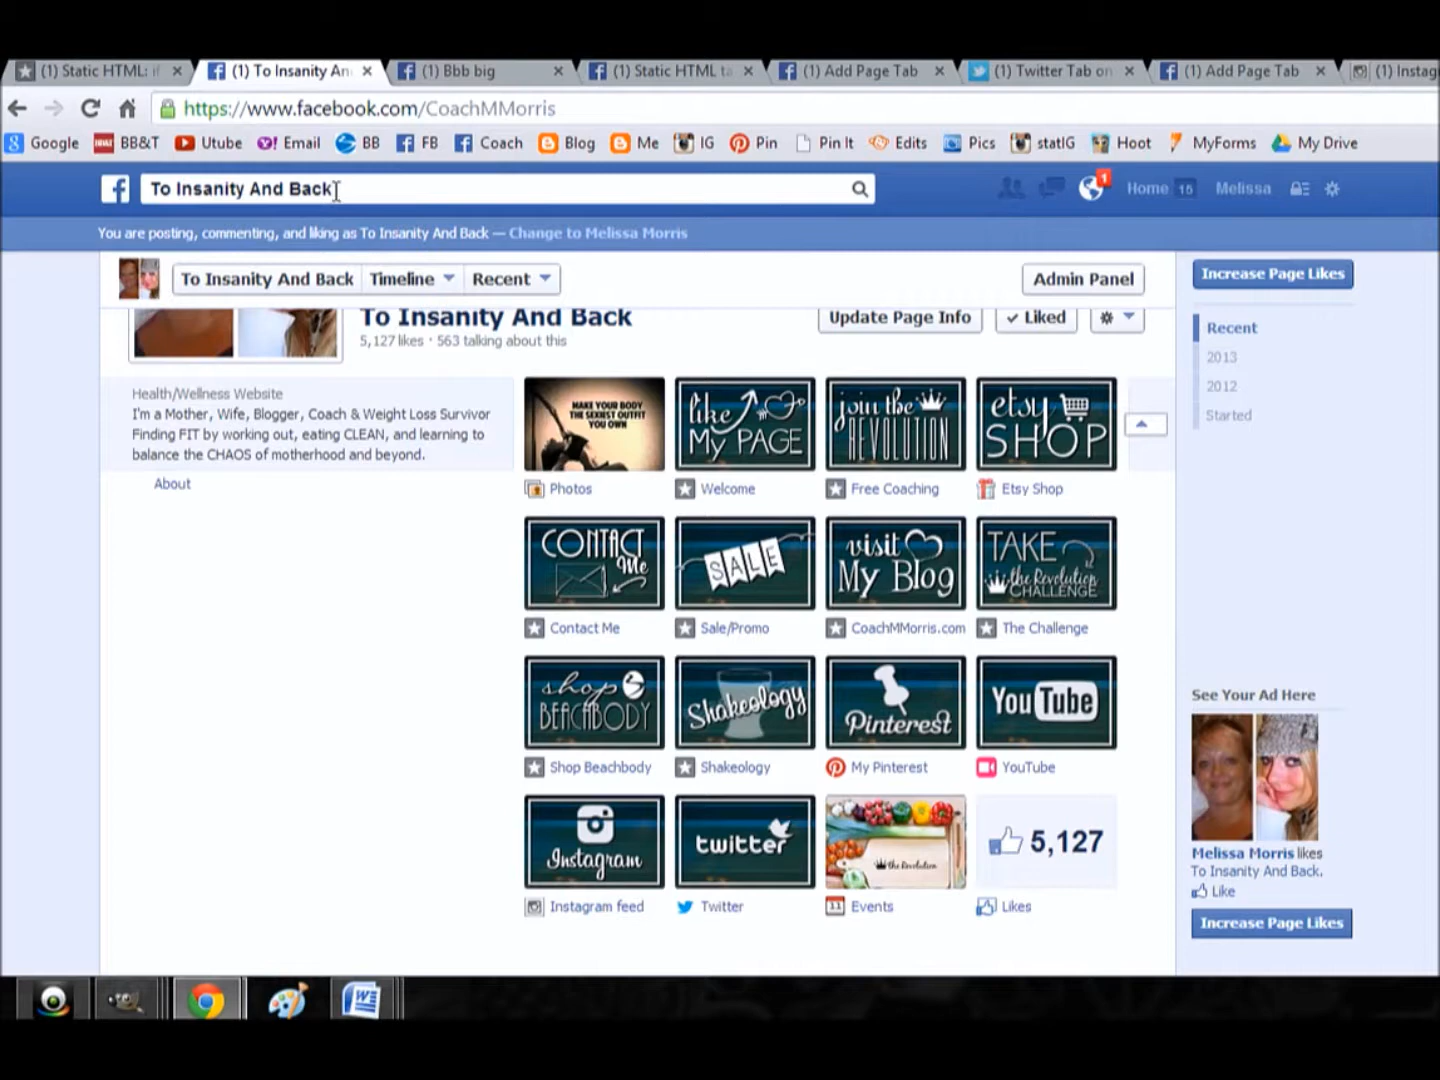 (1) Static HTML: if
(1) To Insanity An
(1) Bbb big
(1) Static HTML ta
(1) Add Page Tab
(1) Twitter Tab on
(1) Add Page Tab
(1) Instag
https://www.facebook.com/CoachMMorris
Google
BB&T
Utube
Email
BB
FB
Coach
Blog
Me
IG
Pin
Pin It
Edits
Pics
statIG
Hoot
MyForms
My Drive
To Insanity And Back
1
Home 15
Melissa
You are posting, commenting, and liking as To Insanity And Back — Change to Melissa Morris
To Insanity And Back
Timeline
Recent
Admin Panel
Increase Page Likes
To Insanity And Back
5,127 likes · 563 talking about this
Update Page Info
✓ Liked
Recent
2013
2012
Started
Health/Wellness Website
I'm a Mother, Wife, Blogger, Coach & Weight Loss Survivor
Finding FIT by working out, eating CLEAN, and learning to
balance the CHAOS of motherhood and beyond.
About
MAKE YOUR BODY
THE SEXIEST OUTFIT
YOU OWN
Photos
like
My PAGE
Welcome
join the
REVOLUTION
Free Coaching
etsy
SHOP
Etsy Shop
CONTACT
Me
Contact Me
SALE
Sale/Promo
visit
My Blog
CoachMMorris.com
TAKE
the Revolution
CHALLENGE
The Challenge
shop
BEACHBODY
Shop Beachbody
Shakeology
Shakeology
Pinterest
My Pinterest
YouTube
YouTube
Instagram
Instagram feed
twitter
Twitter
the Revolution
11 Events
5,127
Likes
See Your Ad Here
Melissa Morris likes
To Insanity And Back.
Like
Increase Page Likes